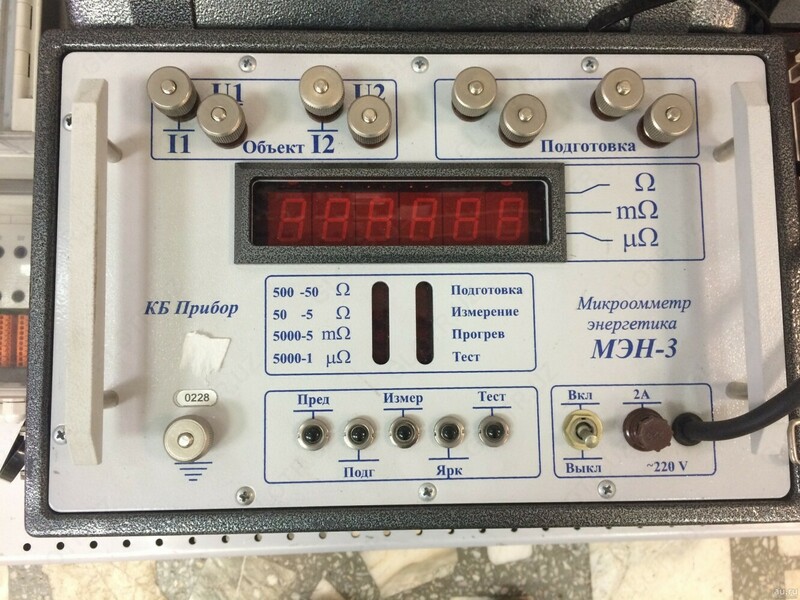 U1 U2
I1 Объект I2
Подготовка
Ω
mΩ
μΩ
500 -50 Ω
50 -5 Ω
5000-5 mΩ
5000-1 μΩ
Подготовка
Измерение
Прогрев
Тест
КБ Прибор
Микроомметр
энергетика
МЭН-3
0228
Пред Измер Тест
Подг Ярк
Вкл 2А
Выкл ~220 V